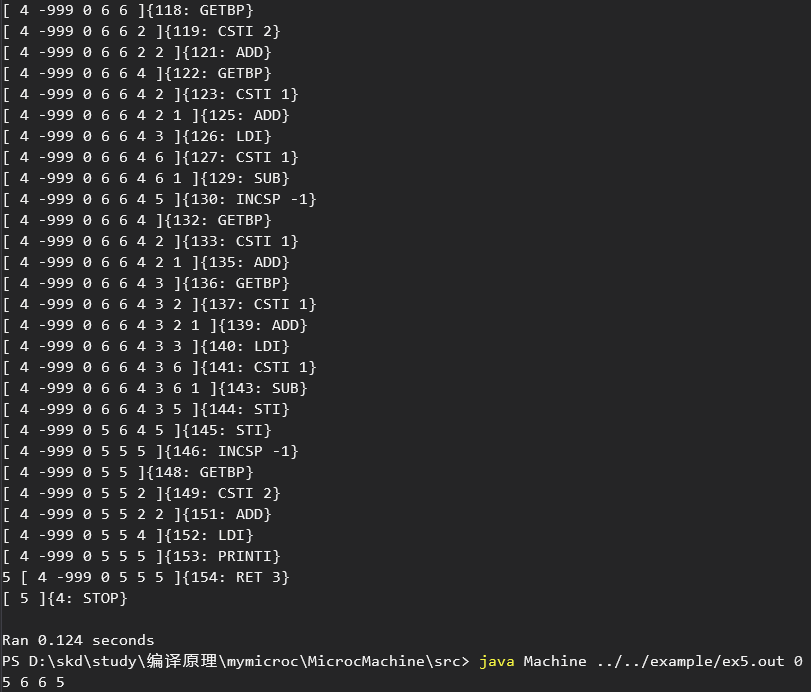 [ 4 -999 0 6 6 ]{118: GETBP}
[ 4 -999 0 6 6 2 ]{119: CSTI 2}
[ 4 -999 0 6 6 2 2 ]{121: ADD}
[ 4 -999 0 6 6 4 ]{122: GETBP}
[ 4 -999 0 6 6 4 2 ]{123: CSTI 1}
[ 4 -999 0 6 6 4 2 1 ]{125: ADD}
[ 4 -999 0 6 6 4 3 ]{126: LDI}
[ 4 -999 0 6 6 4 6 ]{127: CSTI 1}
[ 4 -999 0 6 6 4 6 1 ]{129: SUB}
[ 4 -999 0 6 6 4 5 ]{130: INCSP -1}
[ 4 -999 0 6 6 4 ]{132: GETBP}
[ 4 -999 0 6 6 4 2 ]{133: CSTI 1}
[ 4 -999 0 6 6 4 2 1 ]{135: ADD}
[ 4 -999 0 6 6 4 3 ]{136: GETBP}
[ 4 -999 0 6 6 4 3 2 ]{137: CSTI 1}
[ 4 -999 0 6 6 4 3 2 1 ]{139: ADD}
[ 4 -999 0 6 6 4 3 3 ]{140: LDI}
[ 4 -999 0 6 6 4 3 6 ]{141: CSTI 1}
[ 4 -999 0 6 6 4 3 6 1 ]{143: SUB}
[ 4 -999 0 6 6 4 3 5 ]{144: STI}
[ 4 -999 0 5 6 4 5 ]{145: STI}
[ 4 -999 0 5 5 5 ]{146: INCSP -1}
[ 4 -999 0 5 5 ]{148: GETBP}
[ 4 -999 0 5 5 2 ]{149: CSTI 2}
[ 4 -999 0 5 5 2 2 ]{151: ADD}
[ 4 -999 0 5 5 4 ]{152: LDI}
[ 4 -999 0 5 5 5 ]{153: PRINTI}
5 [ 4 -999 0 5 5 5 ]{154: RET 3}
[ 5 ]{4: STOP}
Ran 0.124 seconds
PS D:\skd\study\编译原理\mymicroc\MicrocMachine\src> java Machine ../../example/ex5.out 0
5 6 6 5